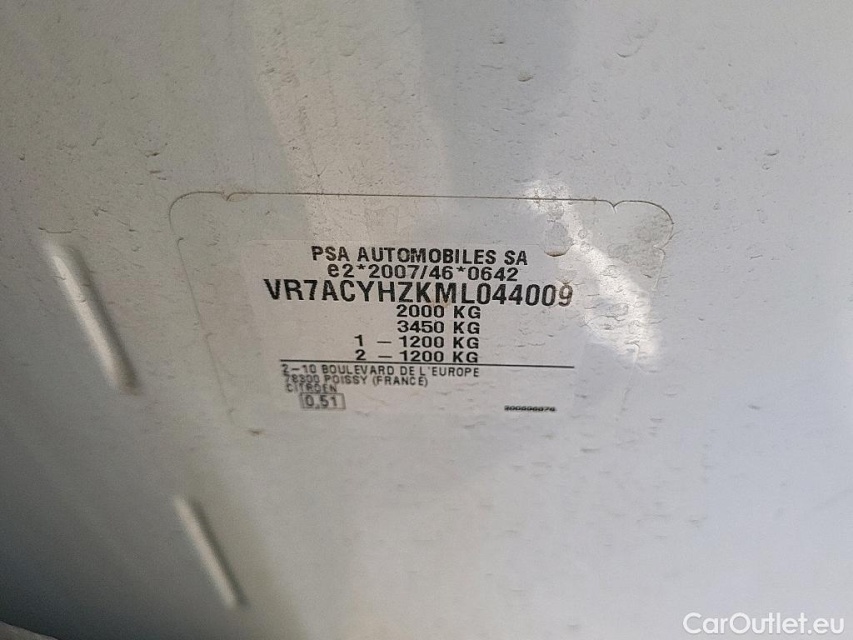 PSA AUTOMOBILES SA
e2*2007/46*0642
VR7ACYHZKML044009
2000 KG
3450 KG
1 – 1200 KG
2 – 1200 KG
2-10 BOULEVARD DE L'EUROPE
78300 POISSY (FRANCE)
CITROEN
0.51
CarOutlet.eu